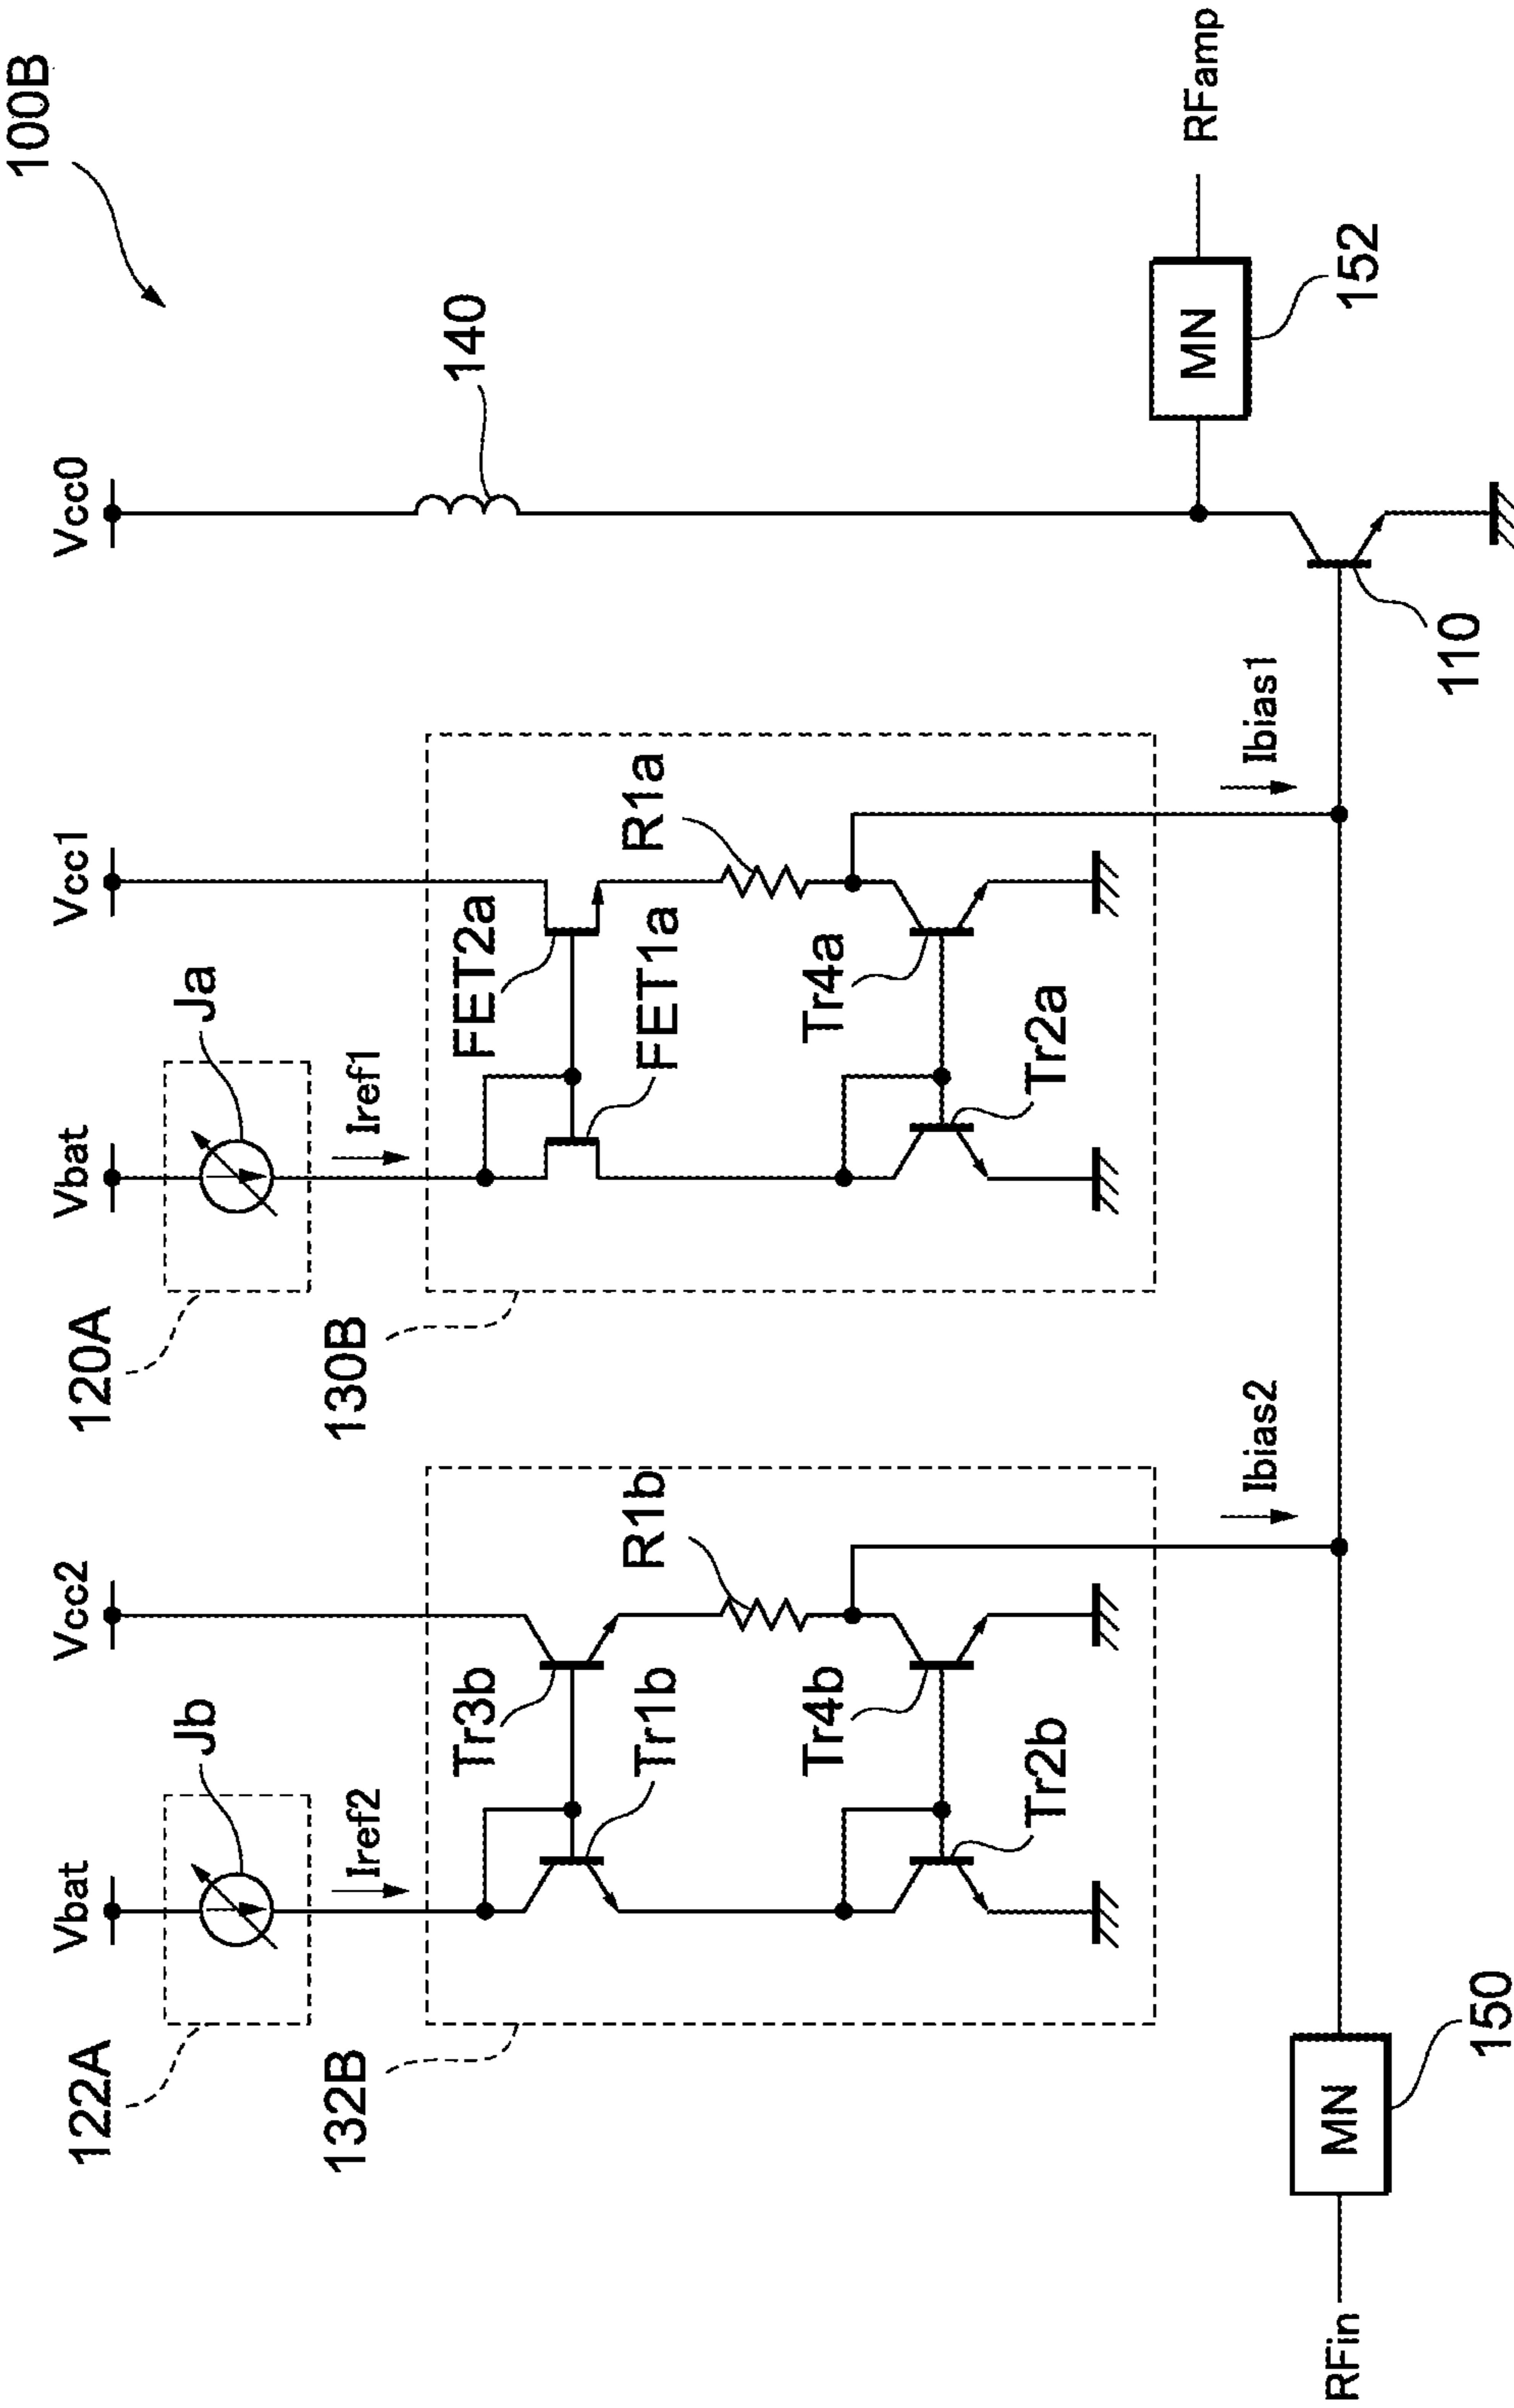 100B
Vbat
Vcc2
Vbat
Vcc1
Vcc0
122A
Jb
120A
Ja
Iref2
Iref1
140
132B
Tr3b
130B
FET2a
Tr1b
R1b
FET1a
R1a
Tr4b
Tr4a
Tr2b
Tr2a
RFamp
MN
152
Ibias2
Ibias1
RFin
MN
150
110